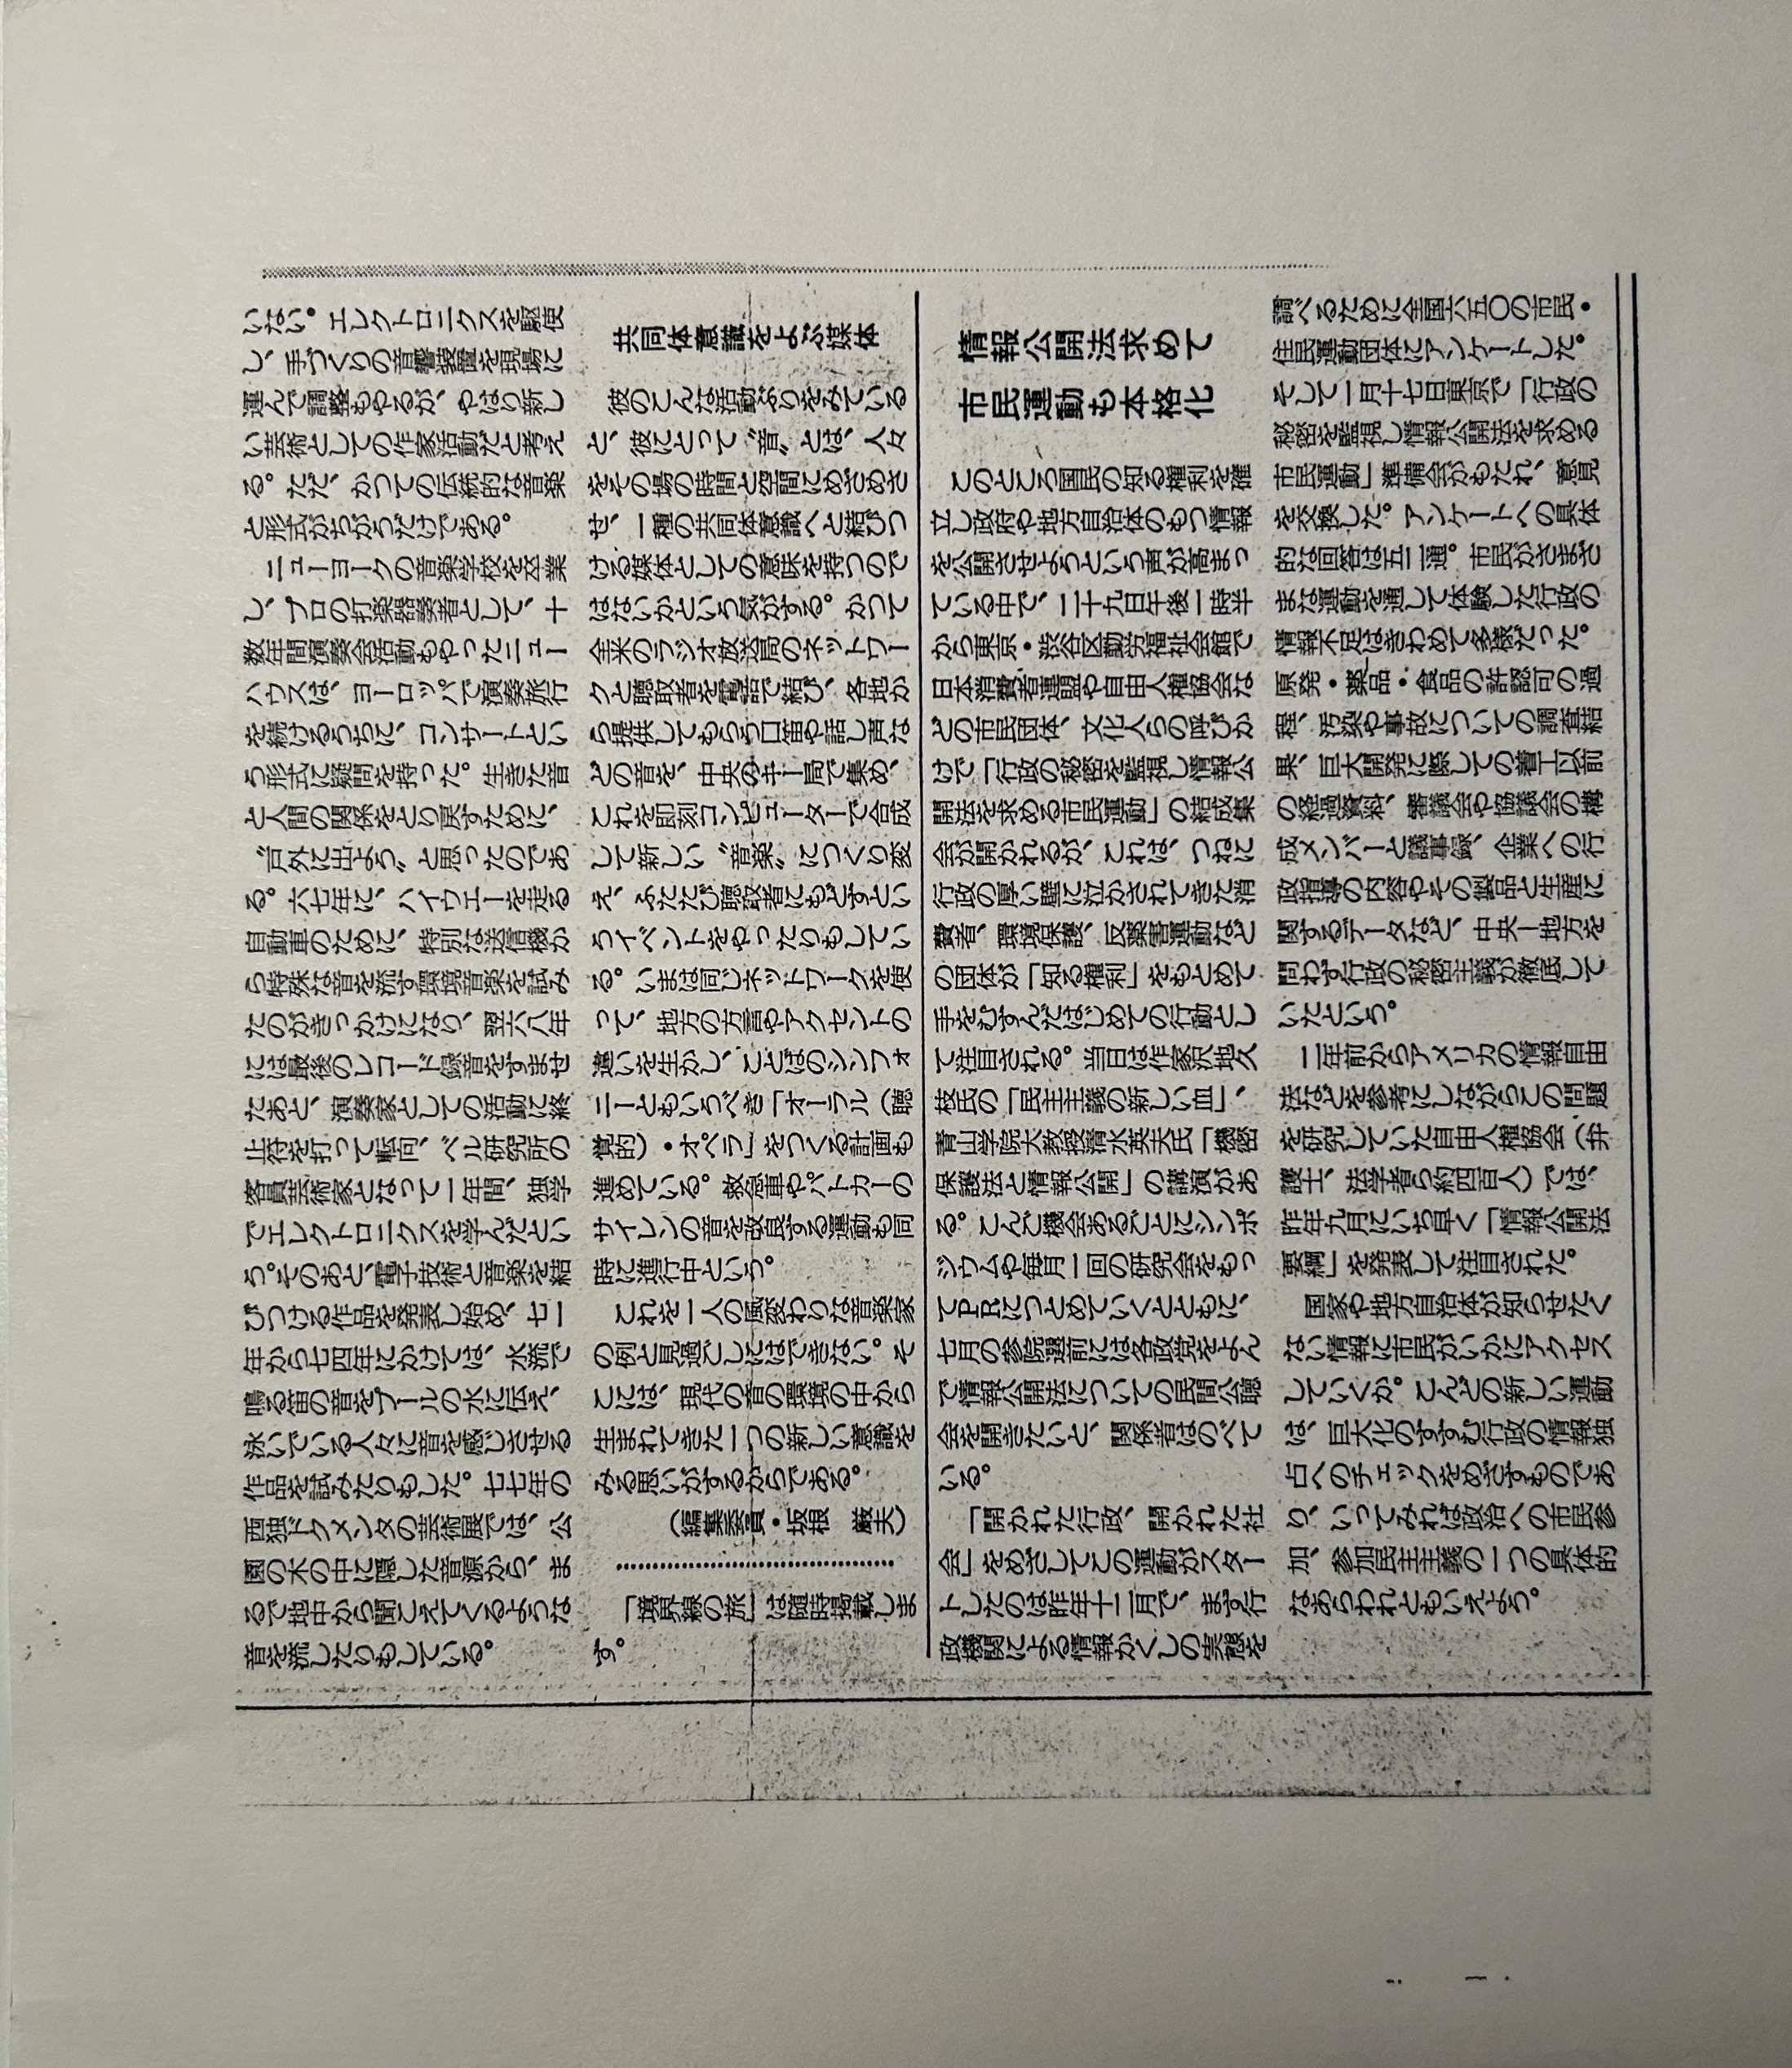 いない。エレクトロニクスを駆使
し、手づくりの音響装置を現場に
運んで調整もやるが、やはり新し
い芸術としての作家活動だと考え
る。ただ、かつての伝統的な音楽
と形式がちがうだけである。
ニューヨークの音楽学校を卒業
し、プロの打楽器奏者として、十
数年間演奏会活動もやったニュー
ハウスは、ヨーロッパで演奏旅行
を続けるうちに、コンサートとい
う形式に疑問を持った。生きた音
と人間の関係をとり戻すために、
〝戸外に出よう〟と思ったのであ
る。六七年に、ハイウエーを走る
自動車のために、特別な送信機か
ら特殊な音を流す環境音楽を試み
たのがきっかけになり、翌六八年
には最後のレコード録音をすませ
たあと、演奏家としての活動に終
止符を打って転向、ベル研究所の
客員芸術家となって一年間、独学
でエレクトロニクスを学んだとい
う。そのあと、電子技術と音楽を結
びつける作品を発表し始め、七一
年から七四年にかけては、水流で
鳴る笛の音をプールの水に伝え、
泳いでいる人々に音を感じさせる
作品を試みたりもした。七七年の
西独ドクメンタの芸術展では、公
園の木の中に隠した音源から、ま
るで地中から聞こえてくるような
音を流したりもしている。
共同体意識をよぶ媒体
彼のこんな活動ぶりをみている
と、彼にとって〝音〟とは、人々
をその場の時間と空間にめざめさ
せ、一種の共同体意識へと結びつ
ける媒体としての意味を持つので
はないかという気がする。かつて
全米のラジオ放送局のネットワー
クと聴取者を電話で結び、各地か
ら提供してもらう口笛や話し声な
どの音を、中央のキー局で集め、
これを即刻コンピューターで合成
して新しい〝音楽〟につくり変
え、ふたたび聴取者にもどすとい
うイベントをやったりもしてい
る。いまは同じネットワークを使
って、地方の方言やアクセントの
違いを生かし、ことばのシンフォ
ニーともいうべき「オーラル（聴
覚的）・オペラ」をつくる計画も
進めている。救急車やパトカーの
サイレンの音を改良する運動も同
時に進行中という。
これを一人の風変わりな音楽家
の例と見過ごしにはできない。そ
こには、現代の音の環境の中から
生まれてきた一つの新しい意識を
みる思いがするからである。
（編集委員・坂根　厳夫）
「境界線の旅」は随時掲載しま
す。
情報公開法求めて
市民運動も本格化
このところ国民の知る権利を確
立し政府や地方自治体のもつ情報
を公開させようという声が高まっ
ている中で、二十九日午後一時半
から東京・渋谷区勤労福祉会館で
日本消費者連盟や自由人権協会な
どの市民団体、文化人らの呼びか
けで「行政の秘密を監視し情報公
開法を求める市民運動」の結成集
会が開かれるが、これは、つねに
行政の厚い壁に泣かされてきた消
費者、環境保護、反薬害運動など
の団体が「知る権利」をもとめて
手をむすんだはじめての行動とし
て注目される。当日は作家沢地久
枝氏の「民主主義の新しい血」、
青山学院大教授清水英夫氏「機密
保護法と情報公開」の講演があ
る。こんご機会あるごとにシンポ
ジウムや毎月一回の研究会をもっ
てＰＲにつとめていくとともに、
七月の参院選前には各政党をよん
で情報公開法についての民間公聴
会を開きたいと、関係者はのべて
いる。
「開かれた行政、開かれた社
会」をめざしてこの運動がスター
トしたのは昨年十二月で、まず行
政機関による情報かくしの実態を
調べるために全国六五〇の市民・
住民運動団体にアンケートした。
そして一月十七日東京で「行政の
秘密を監視し情報公開法を求める
市民運動」準備会がもたれ、意見
を交換した。アンケートへの具体
的な回答は五二通。市民がさまざ
まな運動を通して体験した行政の
情報不足はきわめて多岐だった。
原発・薬品・食品の許認可の過
程、汚染や事故についての調査結
果、巨大開発に際しての着工以前
の経過資料、審議会や協議会の構
成メンバーと議事録、企業への行
政指導の内容やその製品と生産に
関するデータなど、中央ー地方を
問わず行政の秘密主義が徹底して
いたという。
二年前からアメリカの情報自由
法などを参考にしながらこの問題
を研究していた自由人権協会（弁
護士、法学者ら約四百人）では、
昨年九月にいち早く「情報公開法
要綱」を発表して注目された。
国家や地方自治体が知らせたく
ない情報に市民がいかにアクセス
していくか。こんどの新しい運動
は、巨大化のすすむ行政の情報独
占へのチェックをめざすものであ
り、いってみれば政治への市民参
加、参加民主主義の一つの具体的
なあらわれともいえよう。